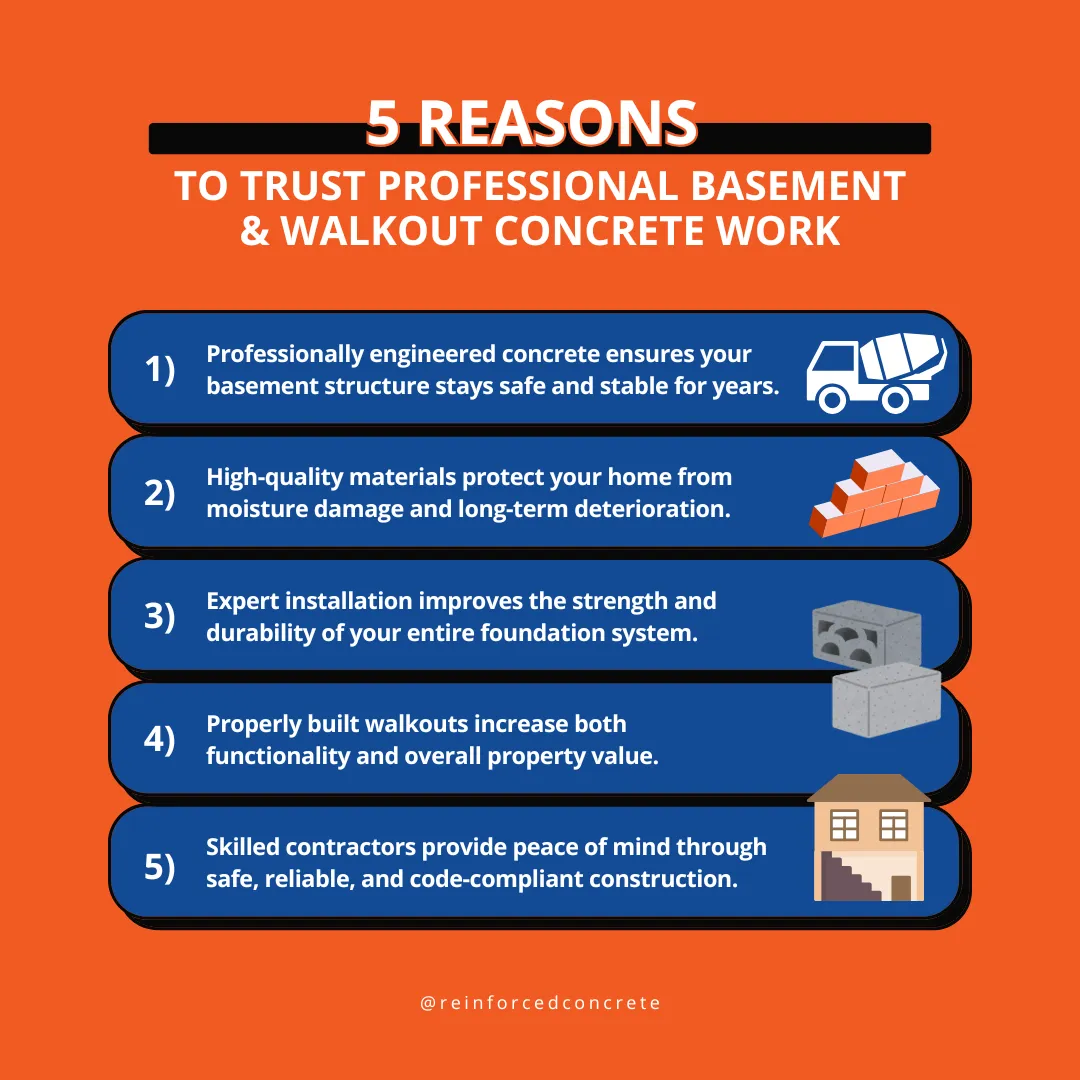 5 REASONS
TO TRUST PROFESSIONAL BASEMENT
& WALKOUT CONCRETE WORK
1)
Professionally engineered concrete ensures your
basement structure stays safe and stable for years.
2)
High-quality materials protect your home from
moisture damage and long-term deterioration.
3)
Expert installation improves the strength and
durability of your entire foundation system.
4)
Properly built walkouts increase both
functionality and overall property value.
5)
Skilled contractors provide peace of mind through
safe, reliable, and code-compliant construction.
@reinforcedconcrete